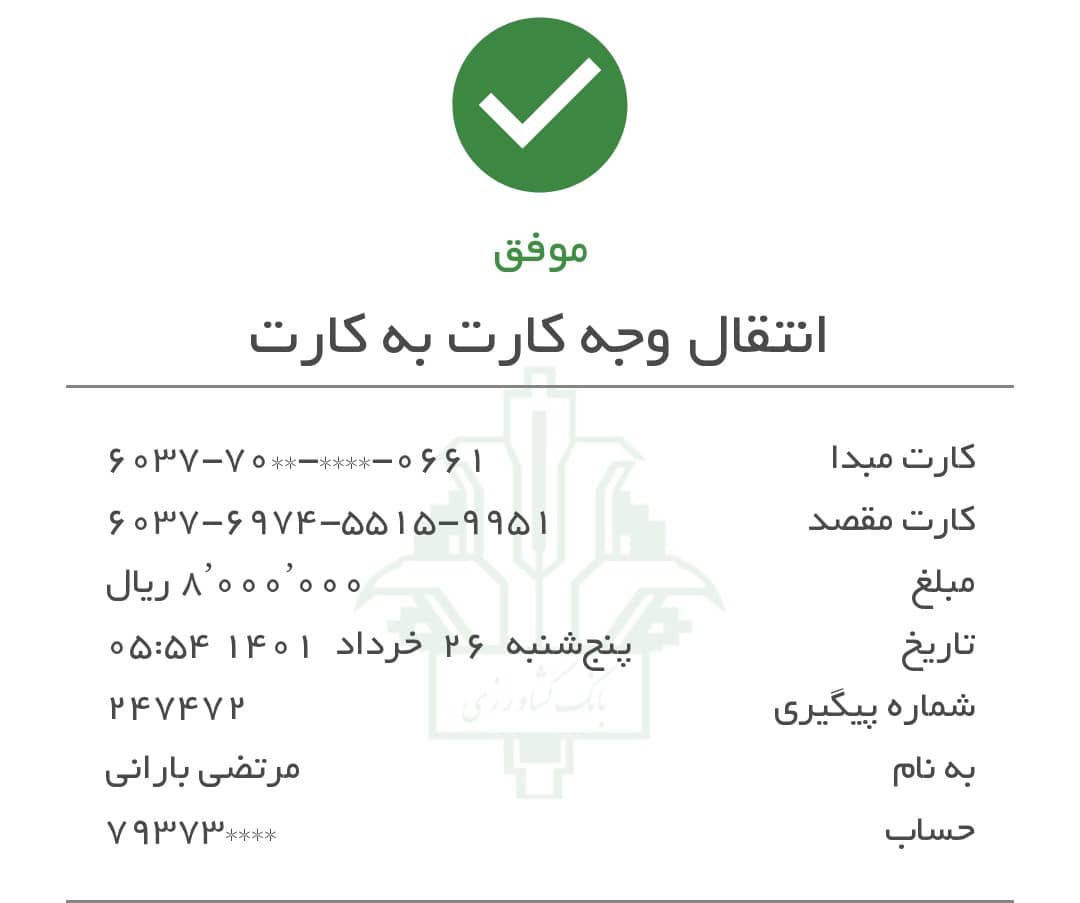 موفق
انتقال وجه کارت به کارت
کارت مبدا ۶۰۳۷-۷۰**-****-۰۶۶۱
کارت مقصد ۶۰۳۷-۶۹۷۴-۵۵۱۵-۹۹۵۱
مبلغ ۸٬۰۰۰٬۰۰۰ ریال
تاریخ پنج‌شنبه ۲۶ خرداد ۱۴۰۱ ۰۵:۵۴
شماره پیگیری ۲۴۷۴۷۲
به نام مرتضی بارانی
حساب ۷۹۳۷۳****
بانک کشاورزی